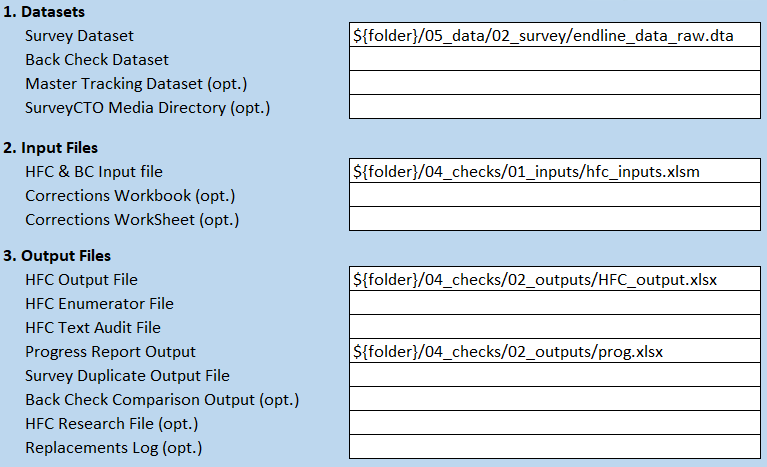 1. Datasets
Survey Dataset ${folder}/05_data/02_survey/endline_data_raw.dta
Back Check Dataset
Master Tracking Dataset (opt.)
SurveyCTO Media Directory (opt.)
2. Input Files
HFC & BC Input file ${folder}/04_checks/01_inputs/hfc_inputs.xlsm
Corrections Workbook (opt.)
Corrections WorkSheet (opt.)
3. Output Files
HFC Output File ${folder}/04_checks/02_outputs/HFC_output.xlsx
HFC Enumerator File
HFC Text Audit File
Progress Report Output ${folder}/04_checks/02_outputs/prog.xlsx
Survey Duplicate Output File
Back Check Comparison Output (opt.)
HFC Research File (opt.)
Replacements Log (opt.)